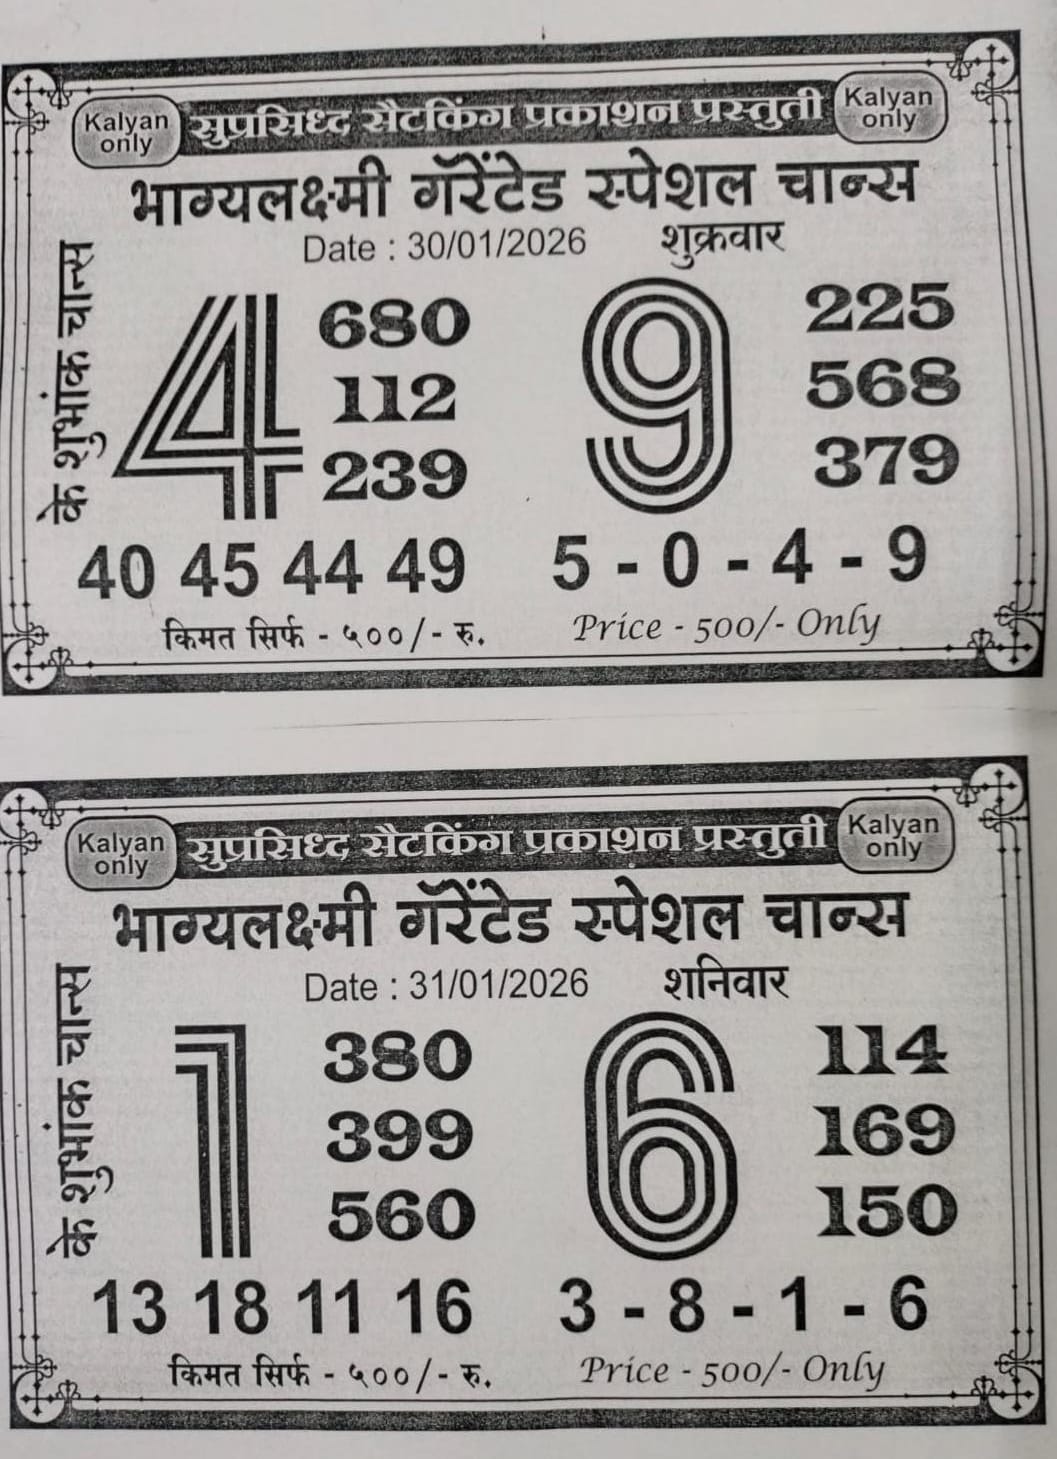 Kalyan only सुप्रसिध्द सैटकिंग प्रकाशन प्रस्तुती Kalyan only
भाग्यलक्ष्मी गॅरेंटेड स्पेशल चान्स
Date : 30/01/2026 शुक्रवार
के शुभांक चान्स
4 9
680 225
112 568
239 379
40 45 44 49 5 - 0 - 4 - 9
किमत सिर्फ - ५००/- रु. Price - 500/- Only
Kalyan only सुप्रसिध्द सैटकिंग प्रकाशन प्रस्तुती Kalyan only
भाग्यलक्ष्मी गॅरेंटेड स्पेशल चान्स
Date : 31/01/2026 शनिवार
के शुभांक चान्स
1 6
380 114
399 169
560 150
13 18 11 16 3 - 8 - 1 - 6
किमत सिर्फ - ५००/- रु. Price - 500/- Only